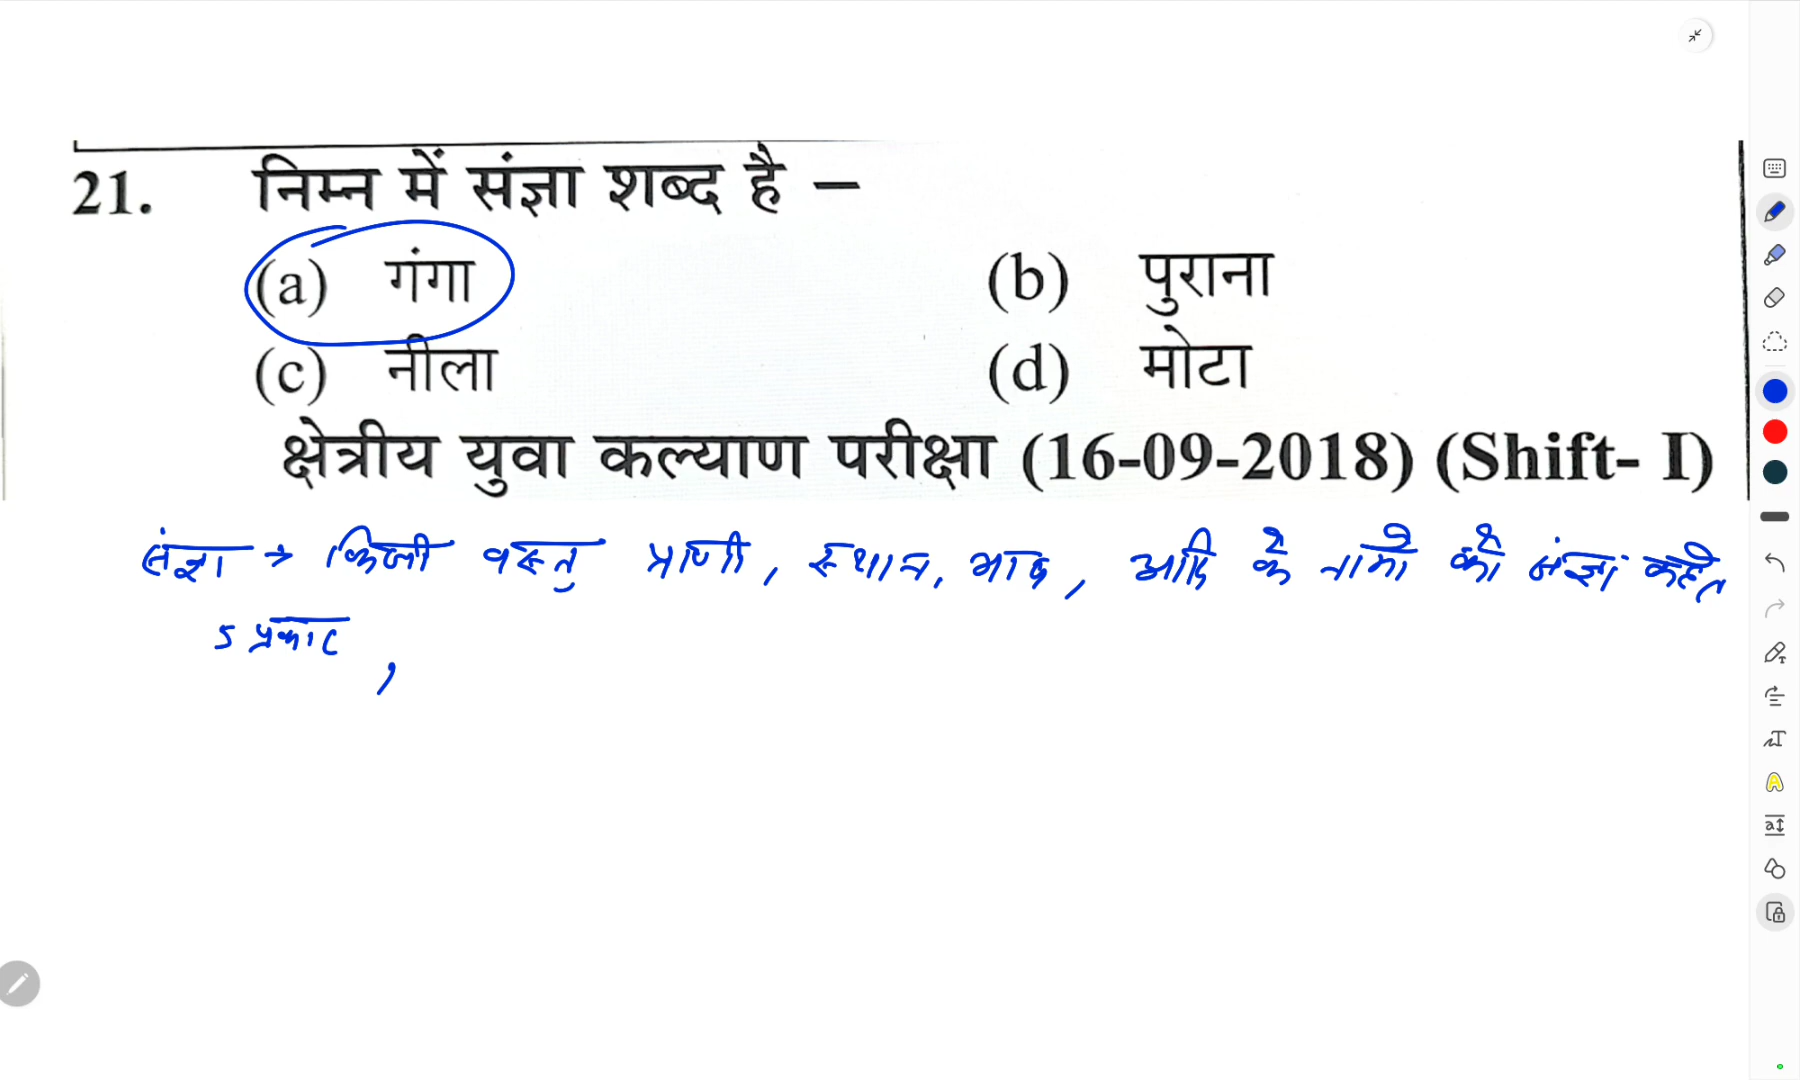 21. निम्न में संज्ञा शब्द है –
(a) गंगा (b) पुराना
(c) नीला (d) मोटा
क्षेत्रीय युवा कल्याण परीक्षा (16-09-2018) (Shift- I)
संज्ञा → किसी वस्तु प्राणी, स्थान, भाव, आदि के नामो को संज्ञा कहते
5 प्रकार,